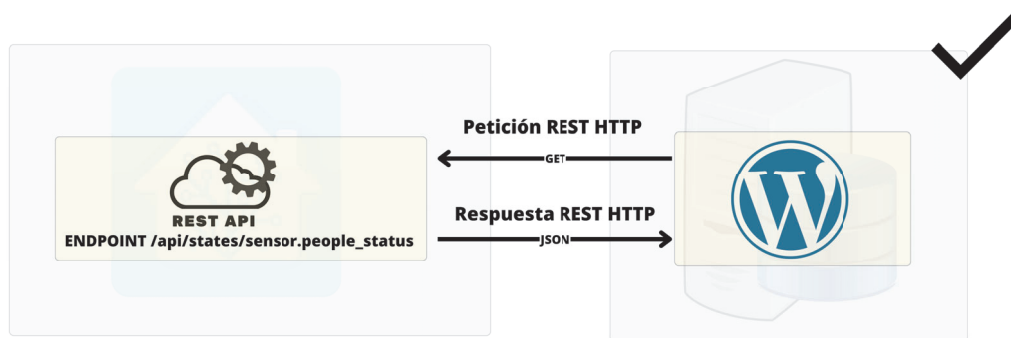 Petición REST HTTP
GET
REST API
ENDPOINT /api/states/sensor.people_status
Respuesta REST HTTP
JSON